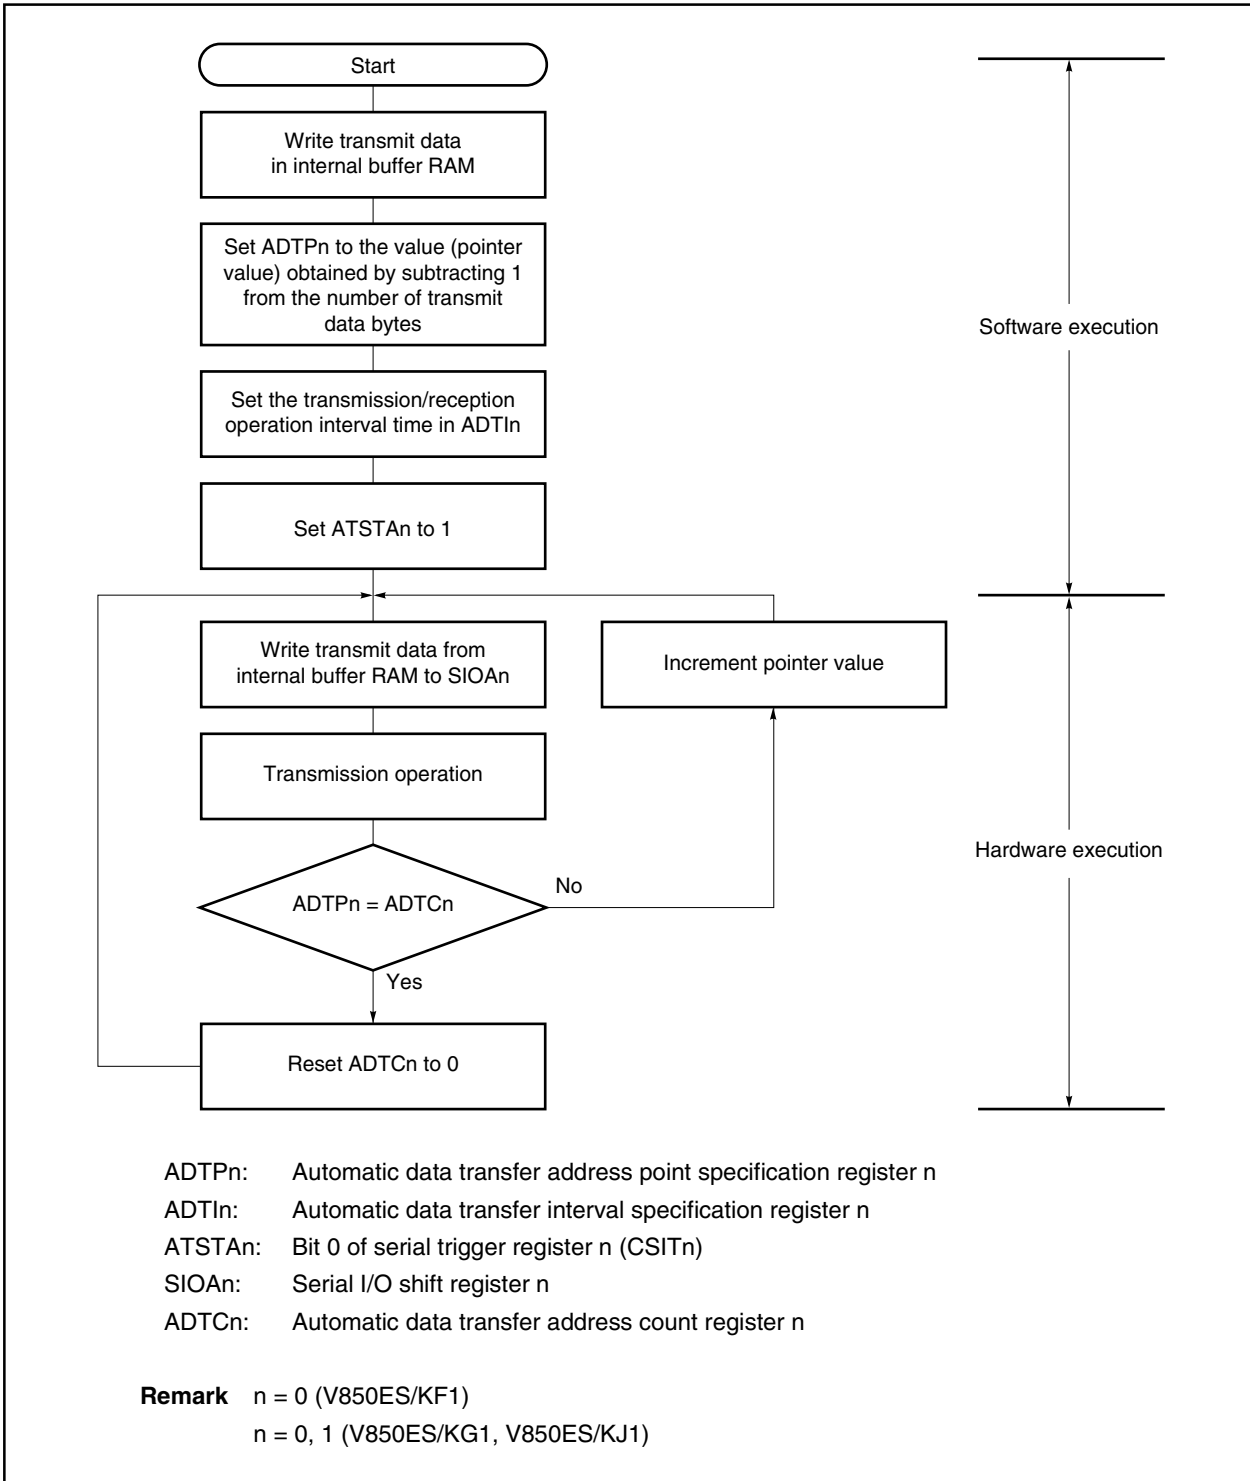 Start
Write transmit data
in internal buffer RAM
Set ADTPn to the value (pointer
value) obtained by subtracting 1
from the number of transmit
data bytes
Software execution
Set the transmission/reception
operation interval time in ADTIn
Set ATSTAn to 1
Write transmit data from
internal buffer RAM to SIOAn
Increment pointer value
Transmission operation
Hardware execution
ADTPn = ADTCn
No
Yes
Reset ADTCn to 0
ADTPn: Automatic data transfer address point specification register n
ADTIn: Automatic data transfer interval specification register n
ATSTAn: Bit 0 of serial trigger register n (CSITn)
SIOAn: Serial I/O shift register n
ADTCn: Automatic data transfer address count register n
Remark n = 0 (V850ES/KF1)
n = 0, 1 (V850ES/KG1, V850ES/KJ1)